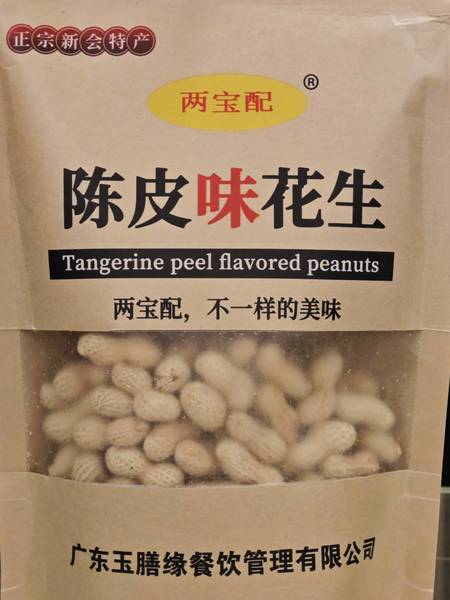 正宗新会特产
两宝配®
陈皮味花生
Tangerine peel flavored peanuts
两宝配，不一样的美味
广东玉膳缘餐饮管理有限公司